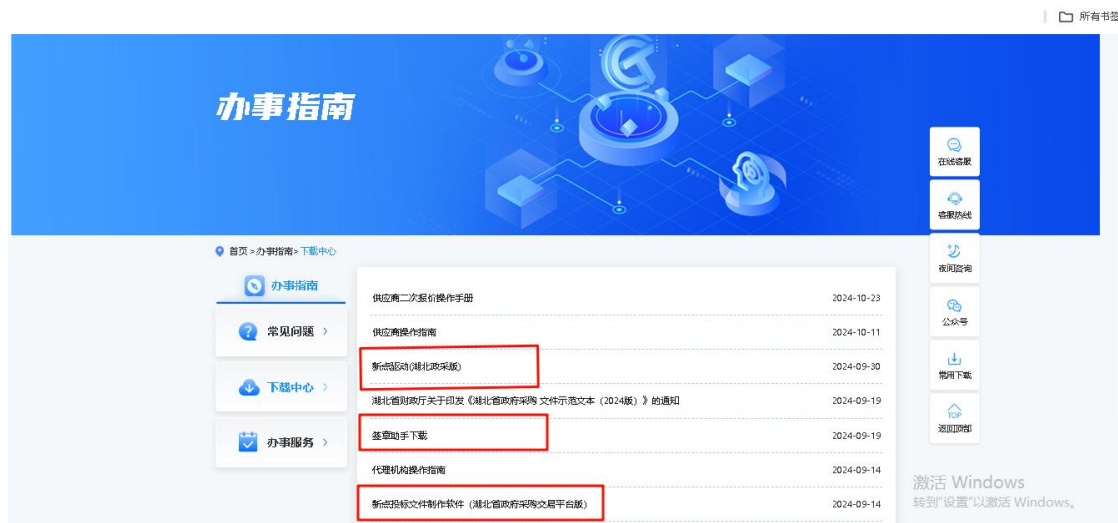 所有书签
办事指南
在线客服
客服热线
夜间咨询
公众号
常用下载
TOP
返回顶部
首页 >办事指南> 下载中心
办事指南
常见问题 >
下载中心 >
办事服务 >
供应商二次报价操作手册 2024-10-23
供应商操作指南 2024-10-11
新点驱动(湖北政采版) 2024-09-30
湖北省财政厅关于印发《湖北省政府采购 文件示范文本（2024版）》的通知 2024-09-19
签章助手下载 2024-09-19
代理机构操作指南 2024-09-14
新点投标文件制作软件（湖北省政府采购交易平台版） 2024-09-14
激活 Windows
转到"设置"以激活 Windows。